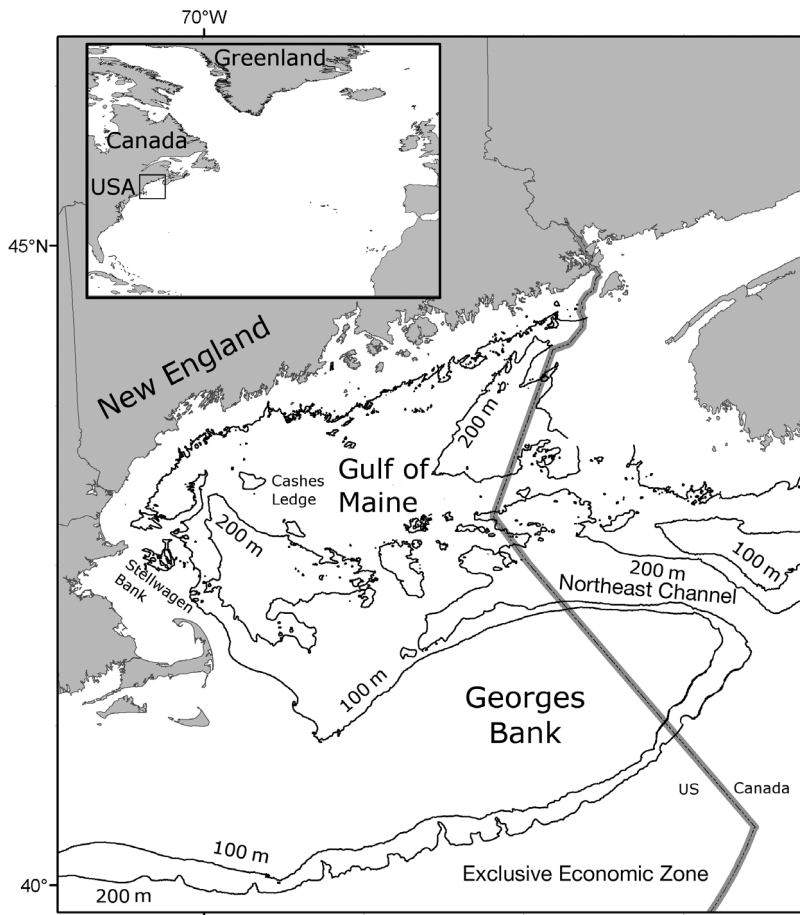 70°W
Greenland
Canada
USA
45°N
New England
200 m
Gulf of
Maine
Cashes
Ledge
200 m
100 m
200 m
Northeast Channel
Stellwagen
Bank
100 m
Georges
Bank
US
Canada
100 m
Exclusive Economic Zone
40°
200 m